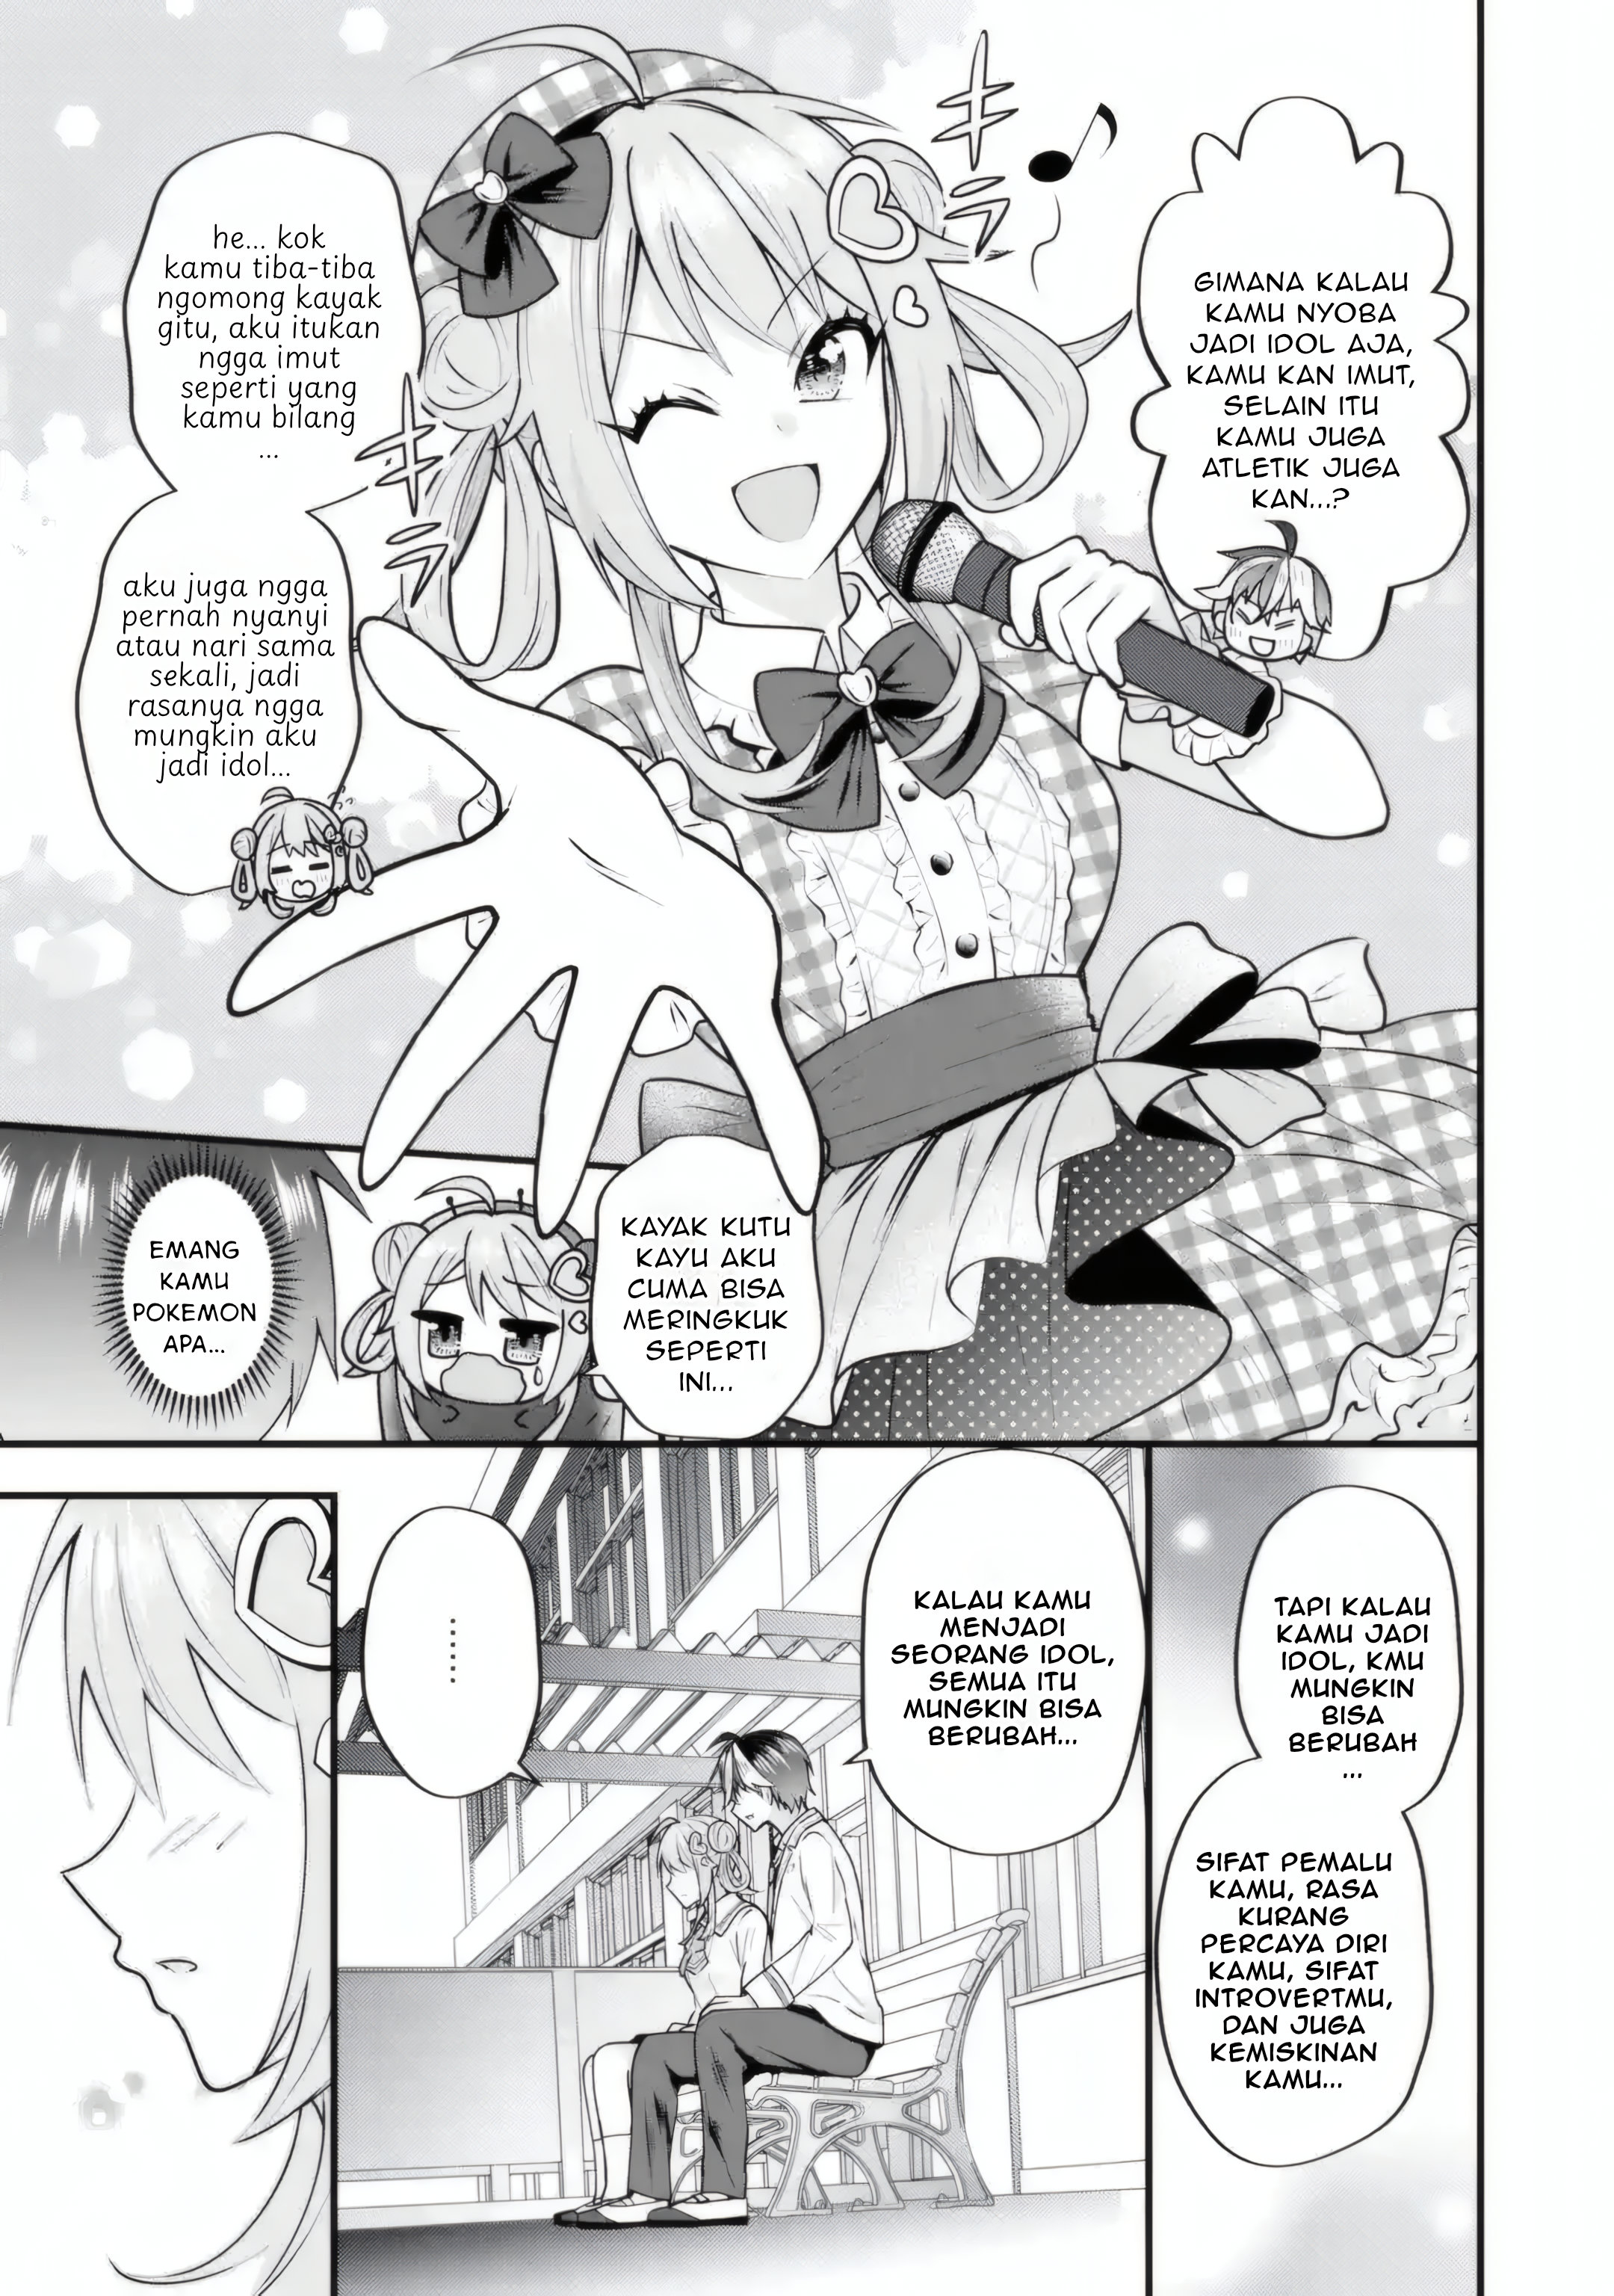 キラ
GIMANA KALAU
KAMU NYOBA
JADI IDOL AJA,
KAMU KAN IMUT,
SELAIN ITU
KAMU JUGA
ATLETIK JUGA
KAN...?
キラ
he... kok
kamu tiba-tiba
ngomong kayak
gitu, aku itukan
ngga imut
seperti yang
kamu bilang
...
aku juga ngga
pernah nyanyi
atau nari sama
sekali, jadi
rasanya ngga
mungkin aku
jadi idol...
KAYAK KUTU
KAYU AKU
CUMA BISA
MERINGKUK
SEPERTI
INI...
EMANG
KAMU
POKEMON
APA...
TAPI KALAU
KAMU JADI
IDOL, KMU
MUNGKIN
BISA
BERUBAH
...
SIFAT PEMALU
KAMU, RASA
KURANG
PERCAYA DIRI
KAMU, SIFAT
INTROVERTMU,
DAN JUGA
KEMISKINAN
KAMU...
KALAU KAMU
MENJADI
SEORANG IDOL,
SEMUA ITU
MUNGKIN BISA
BERUBAH...
......